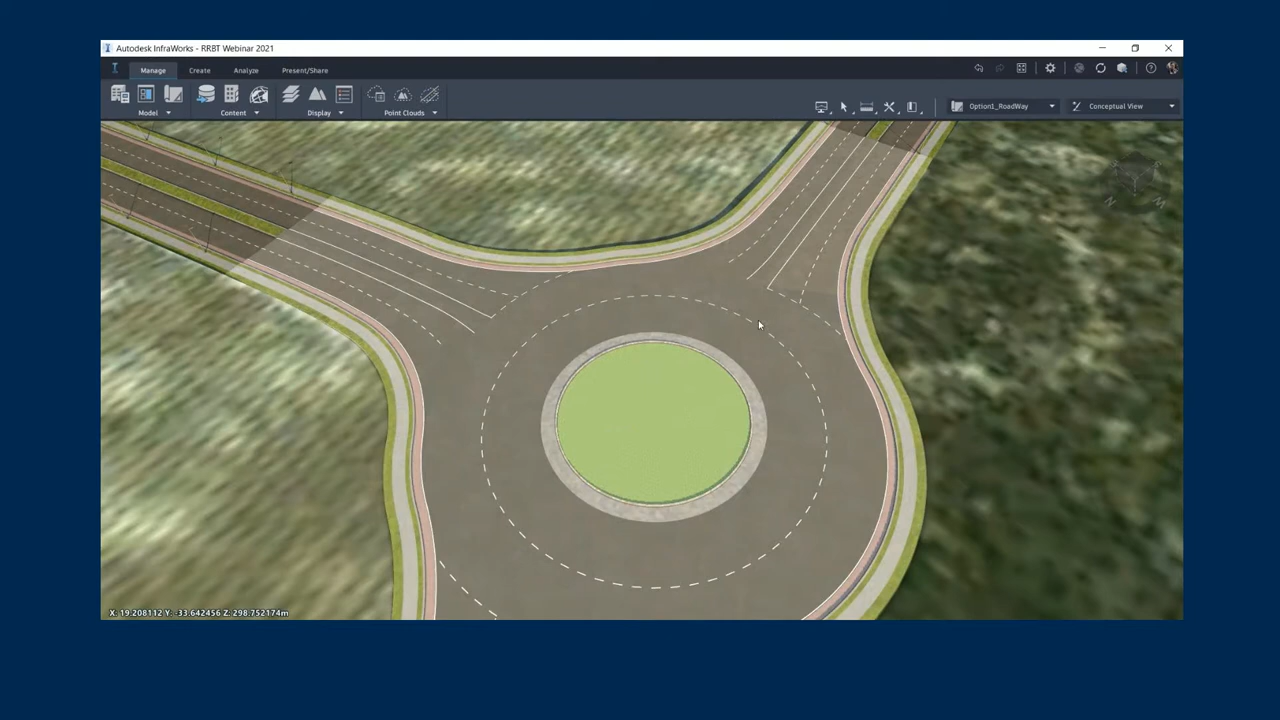 Autodesk InfraWorks - RRBT Webinar 2021
Manage Create Analyze Present/Share
Model Content Display Point Clouds
Option1_RoadWay Conceptual View
X: 19.208112 Y: -33.642456 Z: 298.752174m